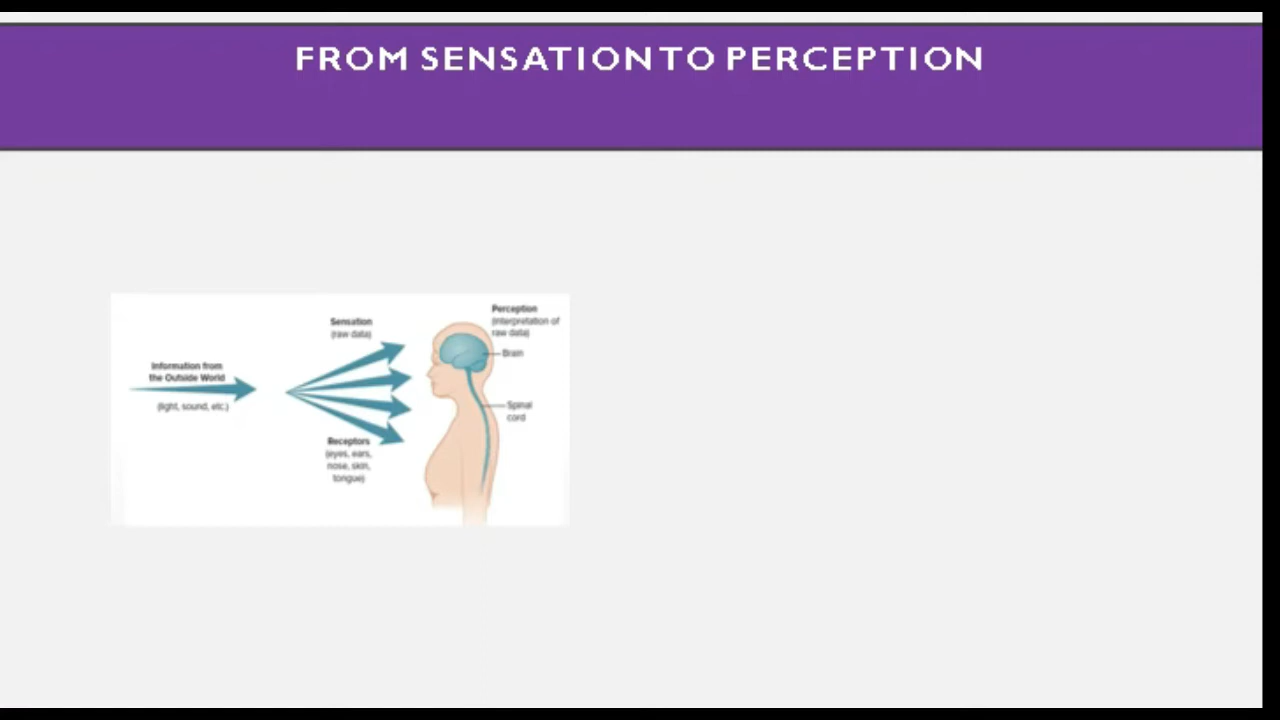 FROM SENSATION TO PERCEPTION
Information from
the Outside World
(light, sound, etc.)
Sensation
(raw data)
Receptors
(eyes, ears,
nose, skin,
tongue)
Perception
(interpretation of
raw data)
Brain
Spinal
cord